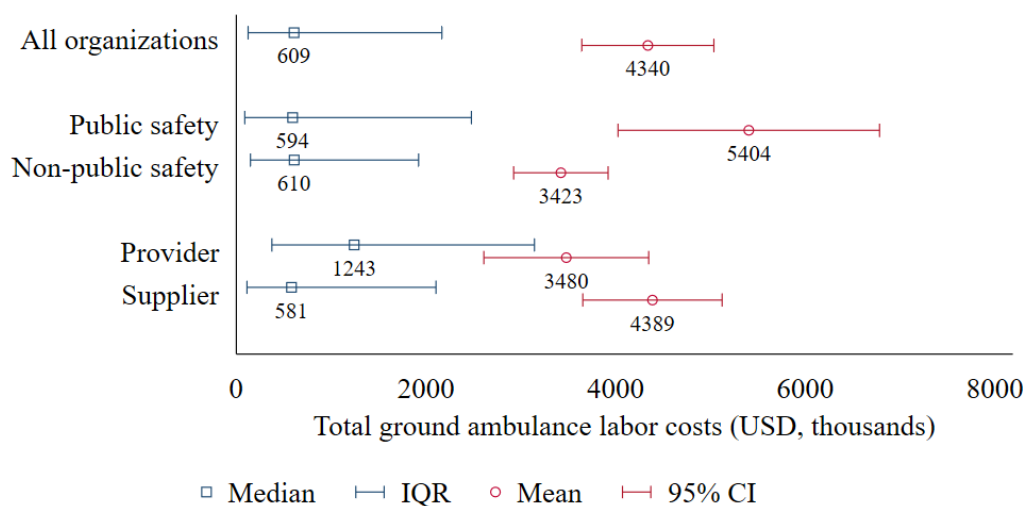 All organizations
609
4340
Public safety
594
5404
Non-public safety
610
3423
Provider
1243
3480
Supplier
581
4389
0 2000 4000 6000 8000
Total ground ambulance labor costs (USD, thousands)
Median IQR Mean 95% CI